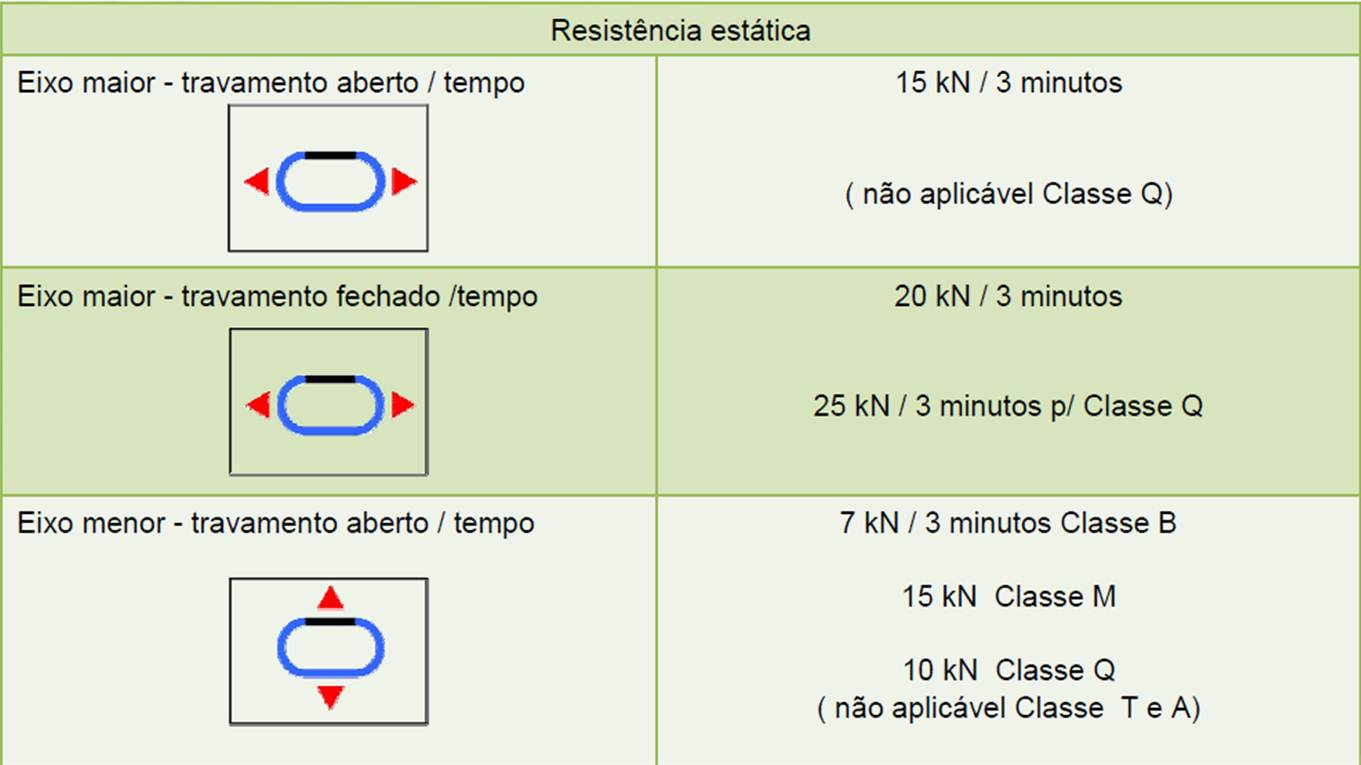 Resistência estática
Eixo maior - travamento aberto / tempo
15 kN / 3 minutos
( não aplicável Classe Q)
Eixo maior - travamento fechado /tempo
20 kN / 3 minutos
25 kN / 3 minutos p/ Classe Q
Eixo menor - travamento aberto / tempo
7 kN / 3 minutos Classe B
15 kN Classe M
10 kN Classe Q
( não aplicável Classe T e A)